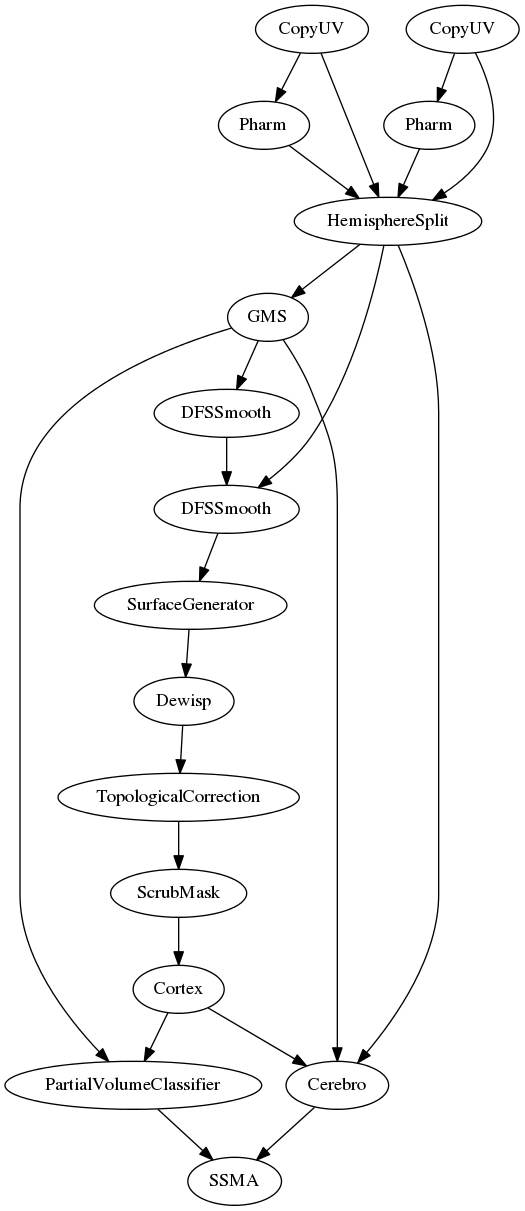 CopyUV
CopyUV
Pharm
Pharm
HemisphereSplit
GMS
DFSSmooth
DFSSmooth
SurfaceGenerator
Dewisp
TopologicalCorrection
ScrubMask
Cortex
PartialVolumeClassifier
Cerebro
SSMA